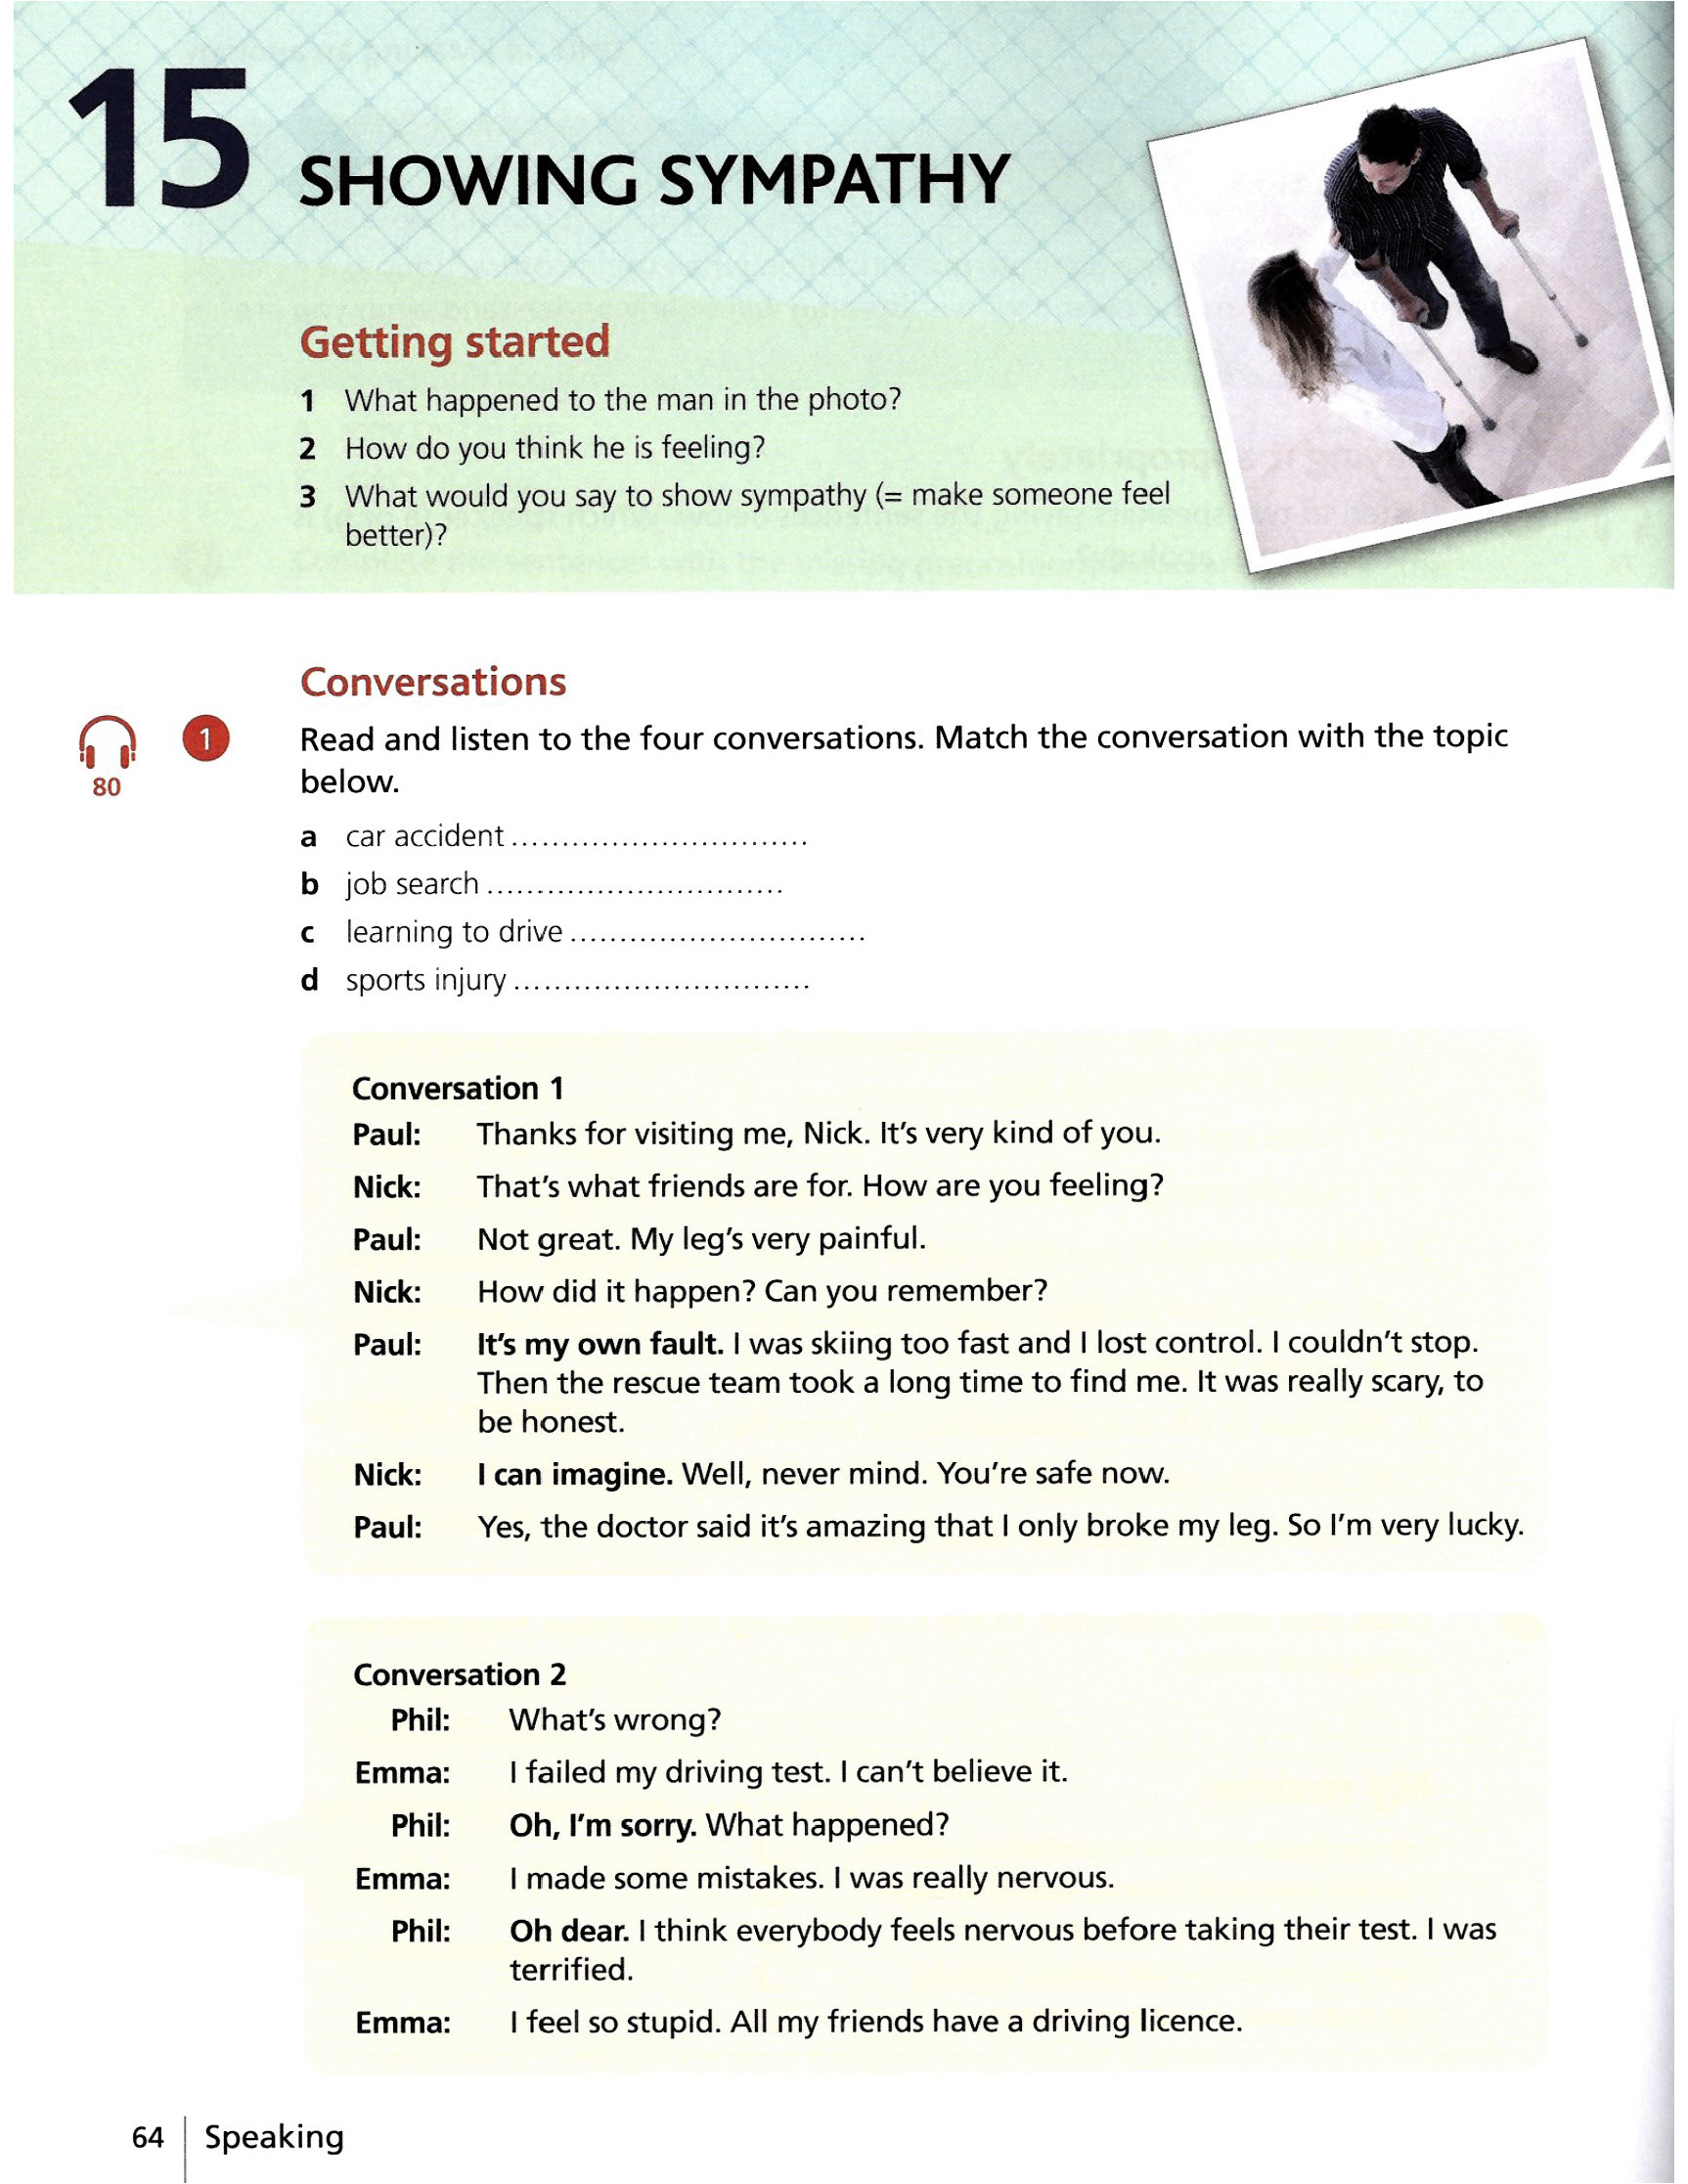 15 SHOWING SYMPATHY
Getting started
1 What happened to the man in the photo?
2 How do you think he is feeling?
3 What would you say to show sympathy (= make someone feel
better)?
Conversations
80
1 Read and listen to the four conversations. Match the conversation with the topic
below.
a car accident ..............................
b job search ..............................
c learning to drive ..............................
d sports injury ..............................
Conversation 1
Paul: Thanks for visiting me, Nick. It's very kind of you.
Nick: That's what friends are for. How are you feeling?
Paul: Not great. My leg's very painful.
Nick: How did it happen? Can you remember?
Paul: It's my own fault. I was skiing too fast and I lost control. I couldn't stop.
Then the rescue team took a long time to find me. It was really scary, to
be honest.
Nick: I can imagine. Well, never mind. You're safe now.
Paul: Yes, the doctor said it's amazing that I only broke my leg. So I'm very lucky.
Conversation 2
Phil: What's wrong?
Emma: I failed my driving test. I can't believe it.
Phil: Oh, I'm sorry. What happened?
Emma: I made some mistakes. I was really nervous.
Phil: Oh dear. I think everybody feels nervous before taking their test. I was
terrified.
Emma: I feel so stupid. All my friends have a driving licence.
64 Speaking